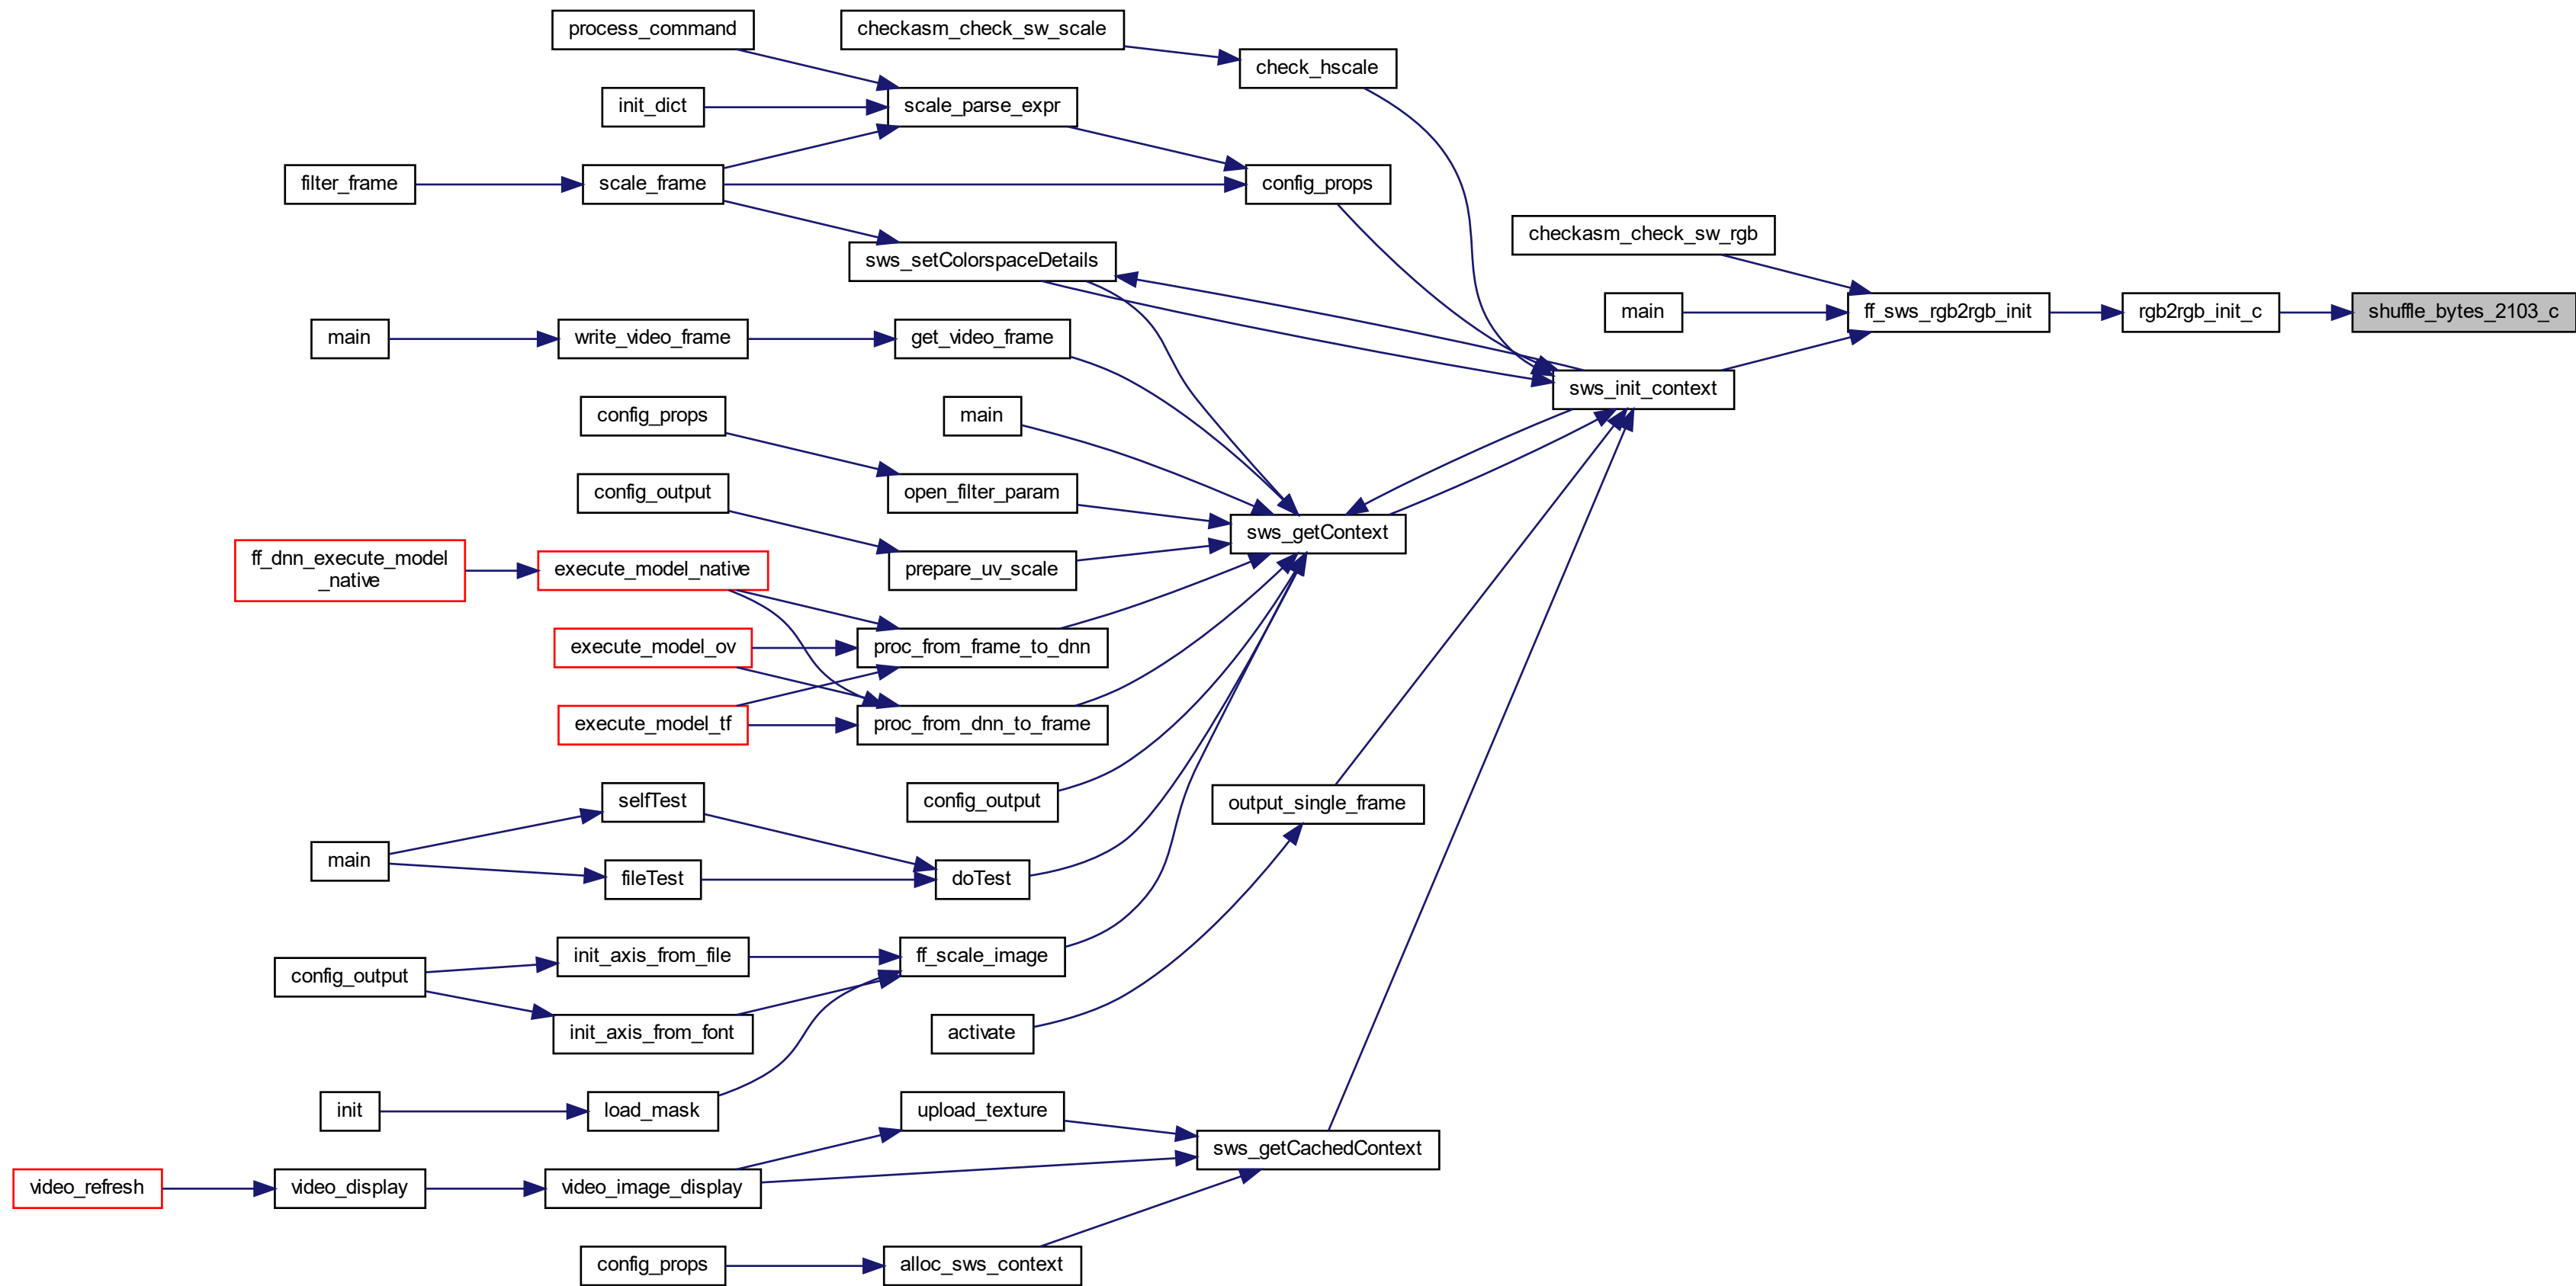 process_command
checkasm_check_sw_scale
check_hscale
init_dict
scale_parse_expr
filter_frame
scale_frame
config_props
checkasm_check_sw_rgb
sws_setColorspaceDetails
main
ff_sws_rgb2rgb_init
rgb2rgb_init_c
shuffle_bytes_2103_c
main
write_video_frame
get_video_frame
sws_init_context
config_props
main
config_output
open_filter_param
sws_getContext
ff_dnn_execute_model
_native
execute_model_native
prepare_uv_scale
execute_model_ov
proc_from_frame_to_dnn
execute_model_tf
proc_from_dnn_to_frame
selfTest
config_output
output_single_frame
main
fileTest
doTest
config_output
init_axis_from_file
ff_scale_image
init_axis_from_font
activate
init
load_mask
upload_texture
sws_getCachedContext
video_refresh
video_display
video_image_display
config_props
alloc_sws_context